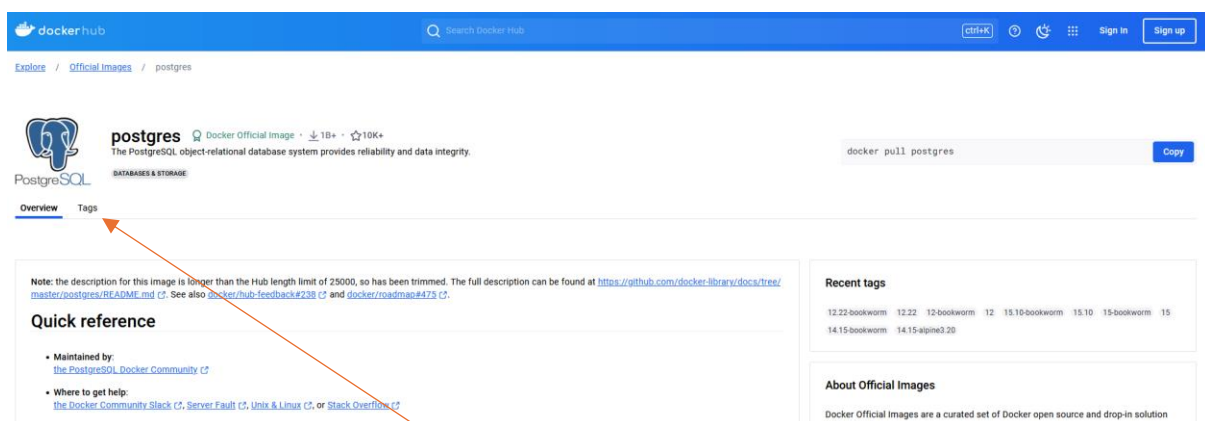 dockerhub
Search Docker Hub
ctrl+K
Sign In
Sign up
Explore / Official Images / postgres
PostgreSQL
postgres Docker Official Image · 1B+ · 10K+
The PostgreSQL object-relational database system provides reliability and data integrity.
DATABASES & STORAGE
docker pull postgres
Copy
Overview Tags
Note: the description for this image is longer than the Hub length limit of 25000, so has been trimmed. The full description can be found at https://github.com/docker-library/docs/tree/
master/postgres/README.md. See also docker/hub-feedback#238 and docker/roadmap#475.
Quick reference
• Maintained by:
the PostgreSQL Docker Community
• Where to get help:
the Docker Community Slack, Server Fault, Unix & Linux, or Stack Overflow
Recent tags
12.22-bookworm 12.22 12-bookworm 12 15.10-bookworm 15.10 15-bookworm 15
14.15-bookworm 14.15-alpine3.20
About Official Images
Docker Official Images are a curated set of Docker open source and drop-in solution